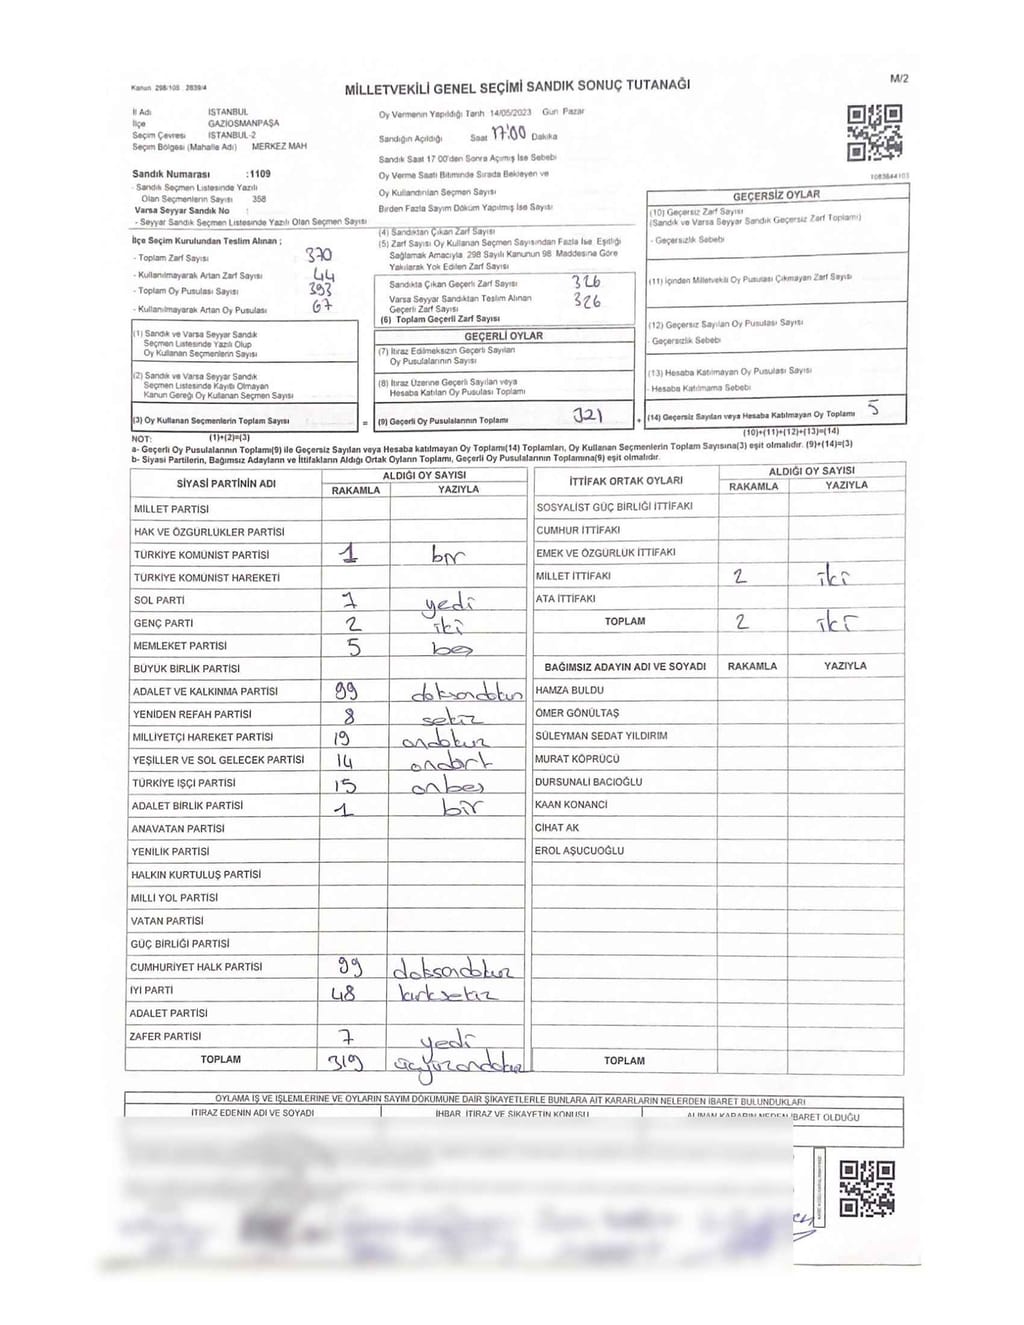 Kanun 298/105 2839/4
MİLLETVEKİLİ GENEL SEÇİMİ SANDIK SONUÇ TUTANAĞI
M/2
İl Adı İSTANBUL
İlçe GAZİOSMANPAŞA
Seçim Çevresi İSTANBUL-2
Seçim Bölgesi (Mahalle Adı) MERKEZ MAH
Sandık Numarası :1109
- Sandık Seçmen Listesinde Yazılı
Olan Seçmenlerin Sayısı 358
Varsa Seyyar Sandık No :
- Seyyar Sandık Seçmen Listesinde Yazılı Olan Seçmen Sayısı
Oy Vermenin Yapıldığı Tarih 14/05/2023 Gün Pazar
Sandığın Açıldığı Saat 17:00 Dakika
Sandık Saat 17 00'den Sonra Açılmış İse Sebebi
Oy Verme Saati Bitiminde Sırada Bekleyen ve
Oy Kullandırılan Seçmen Sayısı
Birden Fazla Sayım Döküm Yapılmış İse Sayısı
1083644103
İlçe Seçim Kurulundan Teslim Alınan ;
- Toplam Zarf Sayısı 370
- Kullanılmayarak Artan Zarf Sayısı 44
- Toplam Oy Pusulası Sayısı 393
- Kullanılmayarak Artan Oy Pusulası 67
(4) Sandıktan Çıkan Zarf Sayısı
(5) Zarf Sayısı Oy Kullanan Seçmen Sayısından Fazla İse Eşitliği
Sağlamak Amacıyla 298 Sayılı Kanunun 98 Maddesına Göre
Yakılarak Yok Edilen Zarf Sayısı
Sandıkta Çıkan Geçerli Zarf Sayısı 326
Varsa Seyyar Sandıktan Teslim Alınan
Geçerli Zarf Sayısı 326
(6) Toplam Geçerli Zarf Sayısı
GEÇERSİZ OYLAR
(10) Geçersiz Zarf Sayısı
(Sandık ve Varsa Seyyar Sandık Geçersiz Zarf Toplamı)
- Geçersizlik Sebebi
(11) İçinden Milletvekili Oy Pusulası Çıkmayan Zarf Sayısı
(12) Geçersiz Sayılan Oy Pusulası Sayısı
- Geçersizlik Sebebi
(13) Hesaba Katılmayan Oy Pusulası Sayısı
- Hesaba Katılmama Sebebi
(14) Geçersiz Sayılan veya Hesaba Katılmayan Oy Toplamı 5
(10)+(11)+(12)+(13)=(14)
(1) Sandık ve Varsa Seyyar Sandık
Seçmen Listesinde Yazılı Olup
Oy Kullanan Seçmenlerin Sayısı
(2) Sandık ve Varsa Seyyar Sandık
Seçmen Listesinde Kayıtlı Olmayan
Kanun Gereği Oy Kullanan Seçmen Sayısı
(3) Oy Kullanan Seçmenlerin Toplam Sayısı =
GEÇERLİ OYLAR
(7) İtiraz Edilmeksizin Geçerli Sayılan
Oy Pusulalarının Sayısı
(8) İtiraz Üzerine Geçerli Sayılan veya
Hesaba Katılan Oy Pusulası Toplamı
(9) Geçerli Oy Pusulalarının Toplamı 321 +
NOT: (1)+(2)=(3)
a- Geçerli Oy Pusulalarının Toplamı(9) ile Geçersiz Sayılan veya Hesaba katılmayan Oy Toplamı(14) Toplamları, Oy Kullanan Seçmenlerin Toplam Sayısına(3) eşit olmalıdır. (9)+(14)=(3)
b- Siyasi Partilerin, Bağımsız Adayların ve İttifakların Aldığı Oyların Toplamı, Geçerli Oy Pusulalarının Toplamına(9) eşit olmalıdır.
SİYASİ PARTİNİN ADI ALDIĞI OY SAYISI
RAKAMLA YAZIYLA
MİLLET PARTİSİ
HAK VE ÖZGÜRLÜKLER PARTİSİ
TÜRKİYE KOMÜNİST PARTİSİ 1 bir
TÜRKİYE KOMÜNİST HAREKETİ
SOL PARTİ 7 yedi
GENÇ PARTİ 2 iki
MEMLEKET PARTİSİ 5 beş
BÜYÜK BİRLİK PARTİSİ
ADALET VE KALKINMA PARTİSİ 99 doksandokuz
YENİDEN REFAH PARTİSİ 8 sekiz
MİLLİYETÇİ HAREKET PARTİSİ 19 ondokuz
YEŞİLLER VE SOL GELECEK PARTİSİ 14 ondört
TÜRKİYE İŞÇİ PARTİSİ 15 onbeş
ADALET BİRLİK PARTİSİ 1 bir
ANAVATAN PARTİSİ
YENİLİK PARTİSİ
HALKIN KURTULUŞ PARTİSİ
MİLLİ YOL PARTİSİ
VATAN PARTİSİ
GÜÇ BİRLİĞİ PARTİSİ
CUMHURİYET HALK PARTİSİ 99 doksandokuz
İYİ PARTİ 48 kırksekiz
ADALET PARTİSİ
ZAFER PARTİSİ 7 yedi
TOPLAM 319 üçyüzondokuz
İTTİFAK ORTAK OYLARI ALDIĞI OY SAYISI
RAKAMLA YAZIYLA
SOSYALİST GÜÇ BİRLİĞİ İTTİFAKI
CUMHUR İTTİFAKI
EMEK VE ÖZGÜRLÜK İTTİFAKI
MİLLET İTTİFAKI 2 iki
ATA İTTİFAKI
TOPLAM 2 iki
BAĞIMSIZ ADAYIN ADI VE SOYADI RAKAMLA YAZIYLA
HAMZA BULDU
ÖMER GÖNÜLTAŞ
SÜLEYMAN SEDAT YILDIRIM
MURAT KÖPRÜCÜ
DURSUNALİ BACIOĞLU
KAAN KONANCİ
CİHAT AK
EROL AŞUCUOĞLU
TOPLAM
OYLAMA İŞ VE İŞLEMLERİNE VE OYLARIN SAYIM DÖKÜMÜNE DAİR ŞİKAYETLERLE BUNLARA AİT KARARLARIN NELERDEN İBARET BULUNDUKLARI
İTİRAZ EDENİN ADI VE SOYADI İHBAR, İTİRAZ VE ŞİKAYETİN KONUSU ALINAN KARARIN NEDEN İBARET OLDUĞU